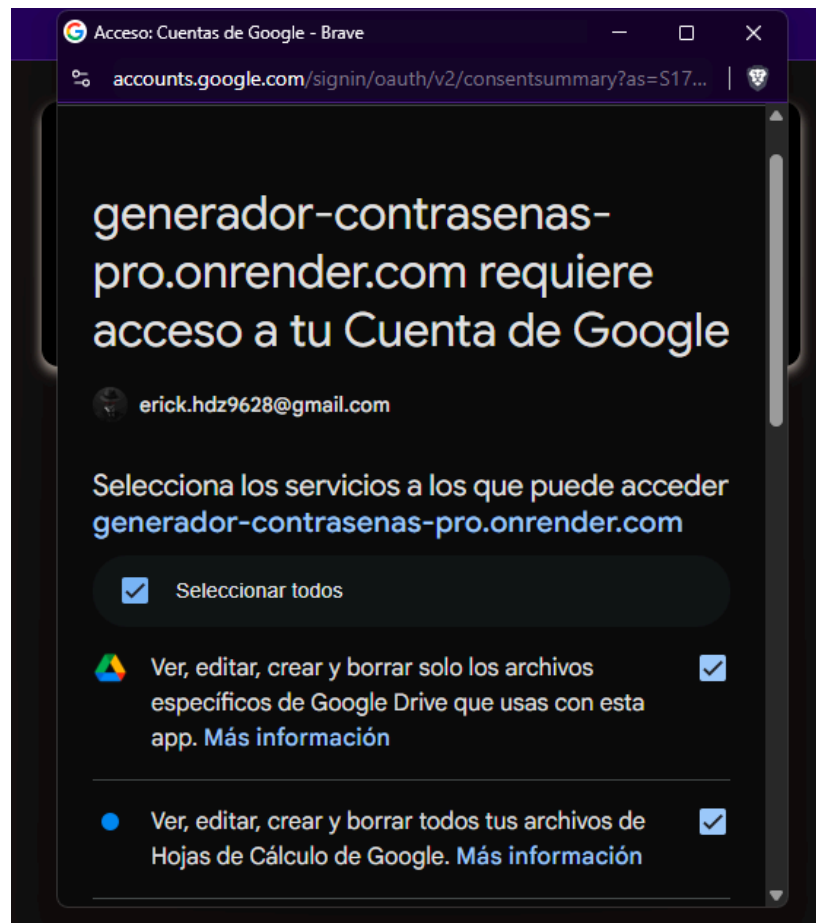 Acceso: Cuentas de Google - Brave
accounts.google.com/signin/oauth/v2/consentsummary?as=S17...
generador-contrasenas-
pro.onrender.com requiere
acceso a tu Cuenta de Google
erick.hdz9628@gmail.com
Selecciona los servicios a los que puede acceder
generador-contrasenas-pro.onrender.com
Seleccionar todos
Ver, editar, crear y borrar solo los archivos
específicos de Google Drive que usas con esta
app. Más información
Ver, editar, crear y borrar todos tus archivos de
Hojas de Cálculo de Google. Más información